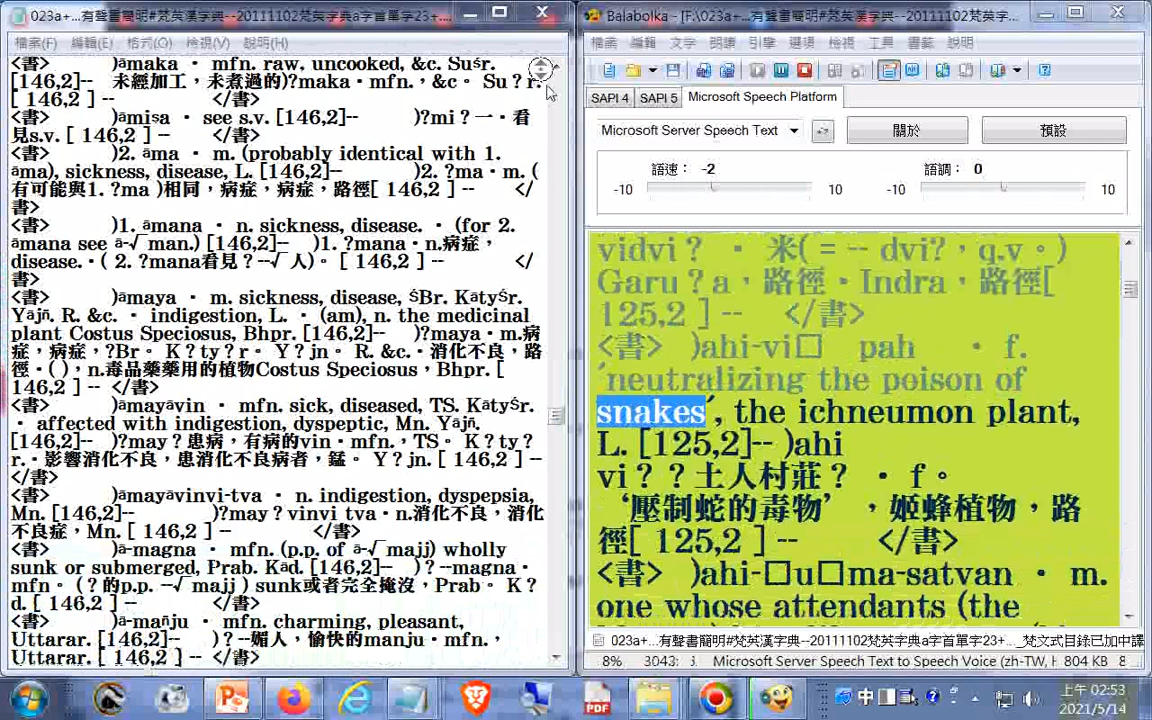 023a+...有聲書簡明#梵英漢字典--20111102梵英字典a字首單字23+...
檔案(F) 編輯(E) 格式(O) 檢視(V) 說明(H)
<書> )āmaka • mfn. raw, uncooked, &c. Suśr.
[146,2]-- 未經加工，未煮過的)?maka • mfn.，&c。 Su？r.
[ 146,2 ] -- </書>
<書> )āmisa • see s.v. [146,2]-- )?mi？一 • 看
見s.v. [ 146,2 ] -- </書>
<書> )2. āma • m. (probably identical with 1.
āma), sickness, disease, L. [146,2]-- )2. ?ma • m. (
有可能與1. ?ma )相同，病症，病症，路徑[ 146,2 ] -- </
書>
<書> )1. āmana • n. sickness, disease. • (for 2.
āmana see ā-√ man.) [146,2]-- )1. ?mana • n.病症，
disease. • ( 2. ?mana看見？--√ 人)。 [ 146,2 ] -- </
書>
<書> )āmaya • m. sickness, disease, ŚBr. KātyŚr.
Yājñ. R. &c. • indigestion, L. • (am), n. the medicinal
plant Costus Speciosus, Bhpr. [146,2]-- )?maya • m.病
症，病症，?Br。 K？ty？r。 Y？jn。 R. &c. • 消化不良，路
徑 • ( )，n.毒品藥藥用的植物Costus Speciosus，Bhpr. [
146,2 ] -- </書>
<書> )āmayāvin • mfn. sick, diseased, TS. KātyŚr.
• affected with indigestion, dyspeptic, Mn. Yājñ.
[146,2]-- )?may？患病，有病的vin • mfn.，TS。 K？ty？
r. • 影響消化不良，患消化不良病者，錳。 Y？jn. [ 146,2 ] --
</書>
<書> )āmayāvinvi-tva • n. indigestion, dyspepsia,
Mn. [146,2]-- )?may？vinvi tva • n.消化不良，消化
不良症，Mn. [ 146,2 ] -- </書>
<書> )ā-magna • mfn. (p.p. of ā-√ majj) wholly
sunk or submerged, Prab. Kād. [146,2]-- )？--magna •
mfn。 (？的p.p. --√ majj ) sunk或者完全掩沒，Prab。 K？
d. [ 146,2 ] -- </書>
<書> )ā-mañju • mfn. charming, pleasant,
Uttarar. [146,2]-- )？--媚人，愉快的manju • mfn.，
Uttarar. [ 146,2 ] -- </書>
Balabolka - [F:\023a+...有聲書簡明#梵英漢字典--20111102梵英字...
檔案 編輯 文字 朗讀 引擎 選項 檢視 工具 書籤 說明
SAPI 4 SAPI 5 Microsoft Speech Platform
Microsoft Server Speech Text 關於 預設
語速： -2 語調： 0
-10 10 -10 10
vidvi？ • 米( = -- dvi?，q.v。)
Garu？a，路徑 • Indra，路徑[
125,2 ] -- </書>
<書> )ahi-vi□ pah • f.
'neutralizing the poison of
snakes', the ichneumon plant,
L. [125,2]-- )ahi
vi？？土人村莊？ • f。
‘壓制蛇的毒物’，姬蜂植物，路
徑[ 125,2 ] -- </書>
<書> )ahi-□u□ma-satvan • m.
one whose attendants (the
023a+...有聲書簡明#梵英漢字典--20111102梵英字典a字首單字23+..._梵文式目錄已加中譯
8% 3043: Microsoft Server Speech Text to Speech Voice (zh-TW, H 804 KB 8
中
上午 02:53
2021/5/14